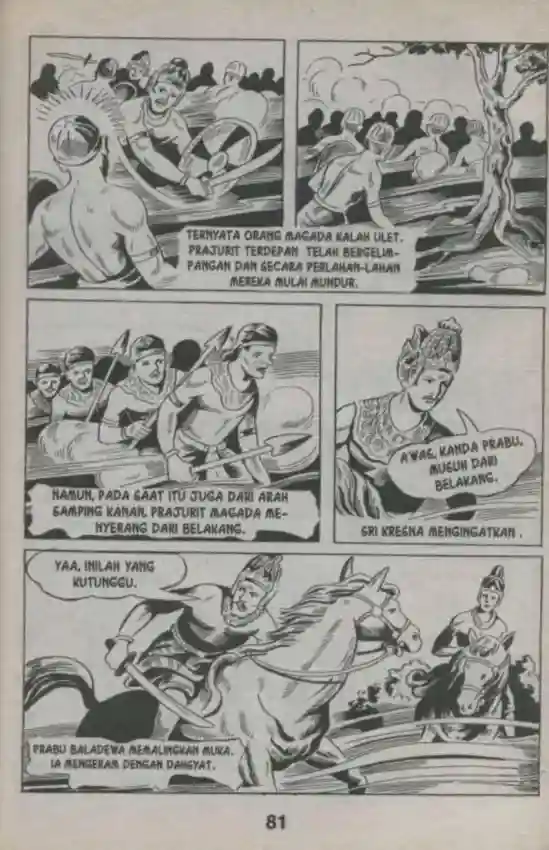 TERNYATA ORANG MAGADA KALAH ULET.
PRAJURIT TERDEPAN TELAH BERGELIM-
PANGAN DAN SECARA PERLAHAN-LAHAN
MEREKA MULAI MUNDUR.
NAMUN, PADA SAAT ITU JUGA DARI ARAH
SAMPING KANAN, PRAJURIT MAGADA ME-
NYERANG DARI BELAKANG.
AWAS, KANDA PRABU,
MUSUH DARI
BELAKANG.
SRI KRESNA MENGINGATKAN.
YAA, INILAH YANG
KUTUNGGU.
PRABU BALADEWA MEMALINGKAN MUKA.
IA MENGERAM DENGAN DAHSYAT.
81